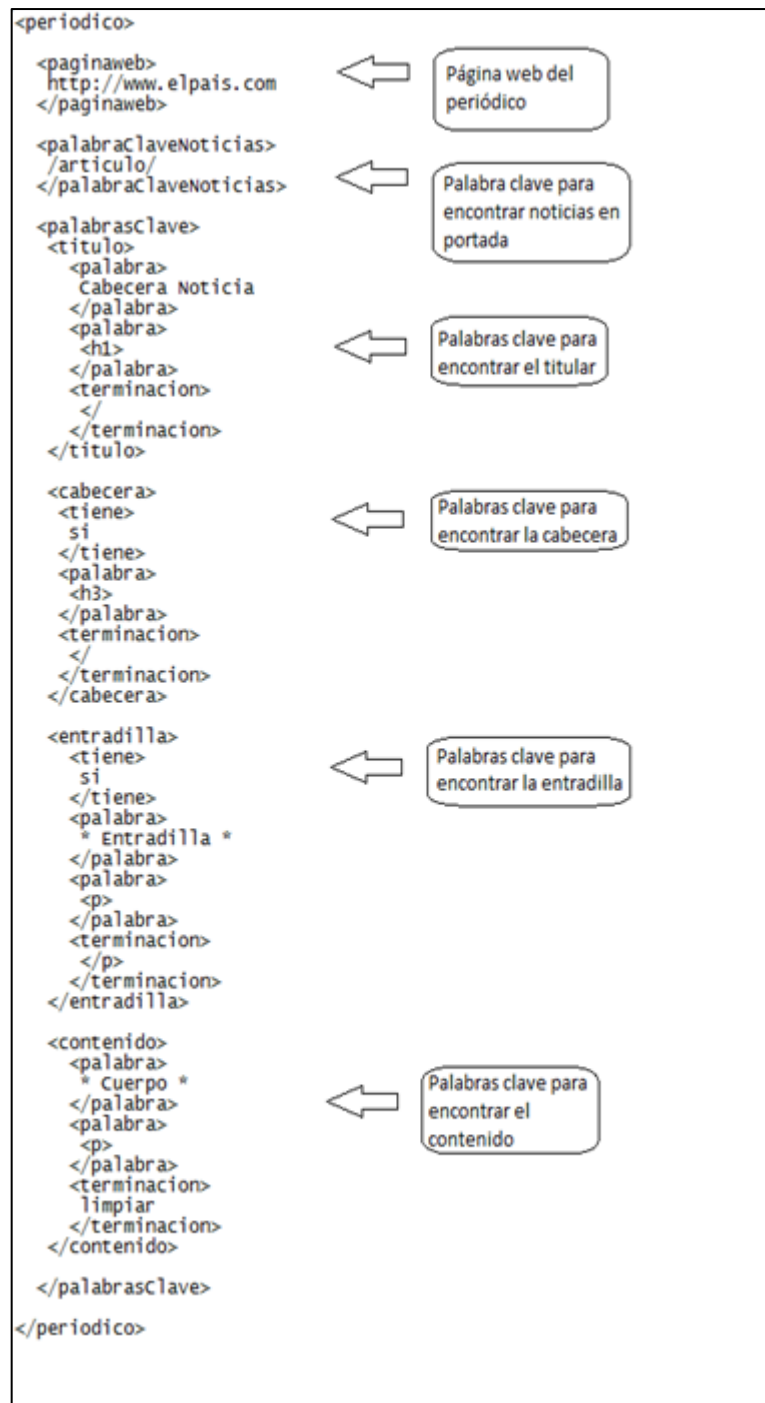 <periodico>
<paginaweb>
http://www.elpais.com
</paginaweb>
Página web del
periódico
<palabraClaveNoticias>
/articulo/
</palabraClaveNoticias>
Palabra clave para
encontrar noticias en
portada
<palabrasClave>
<titulo>
<palabra>
Cabecera Noticia
</palabra>
<palabra>
<h1>
</palabra>
<terminacion>
</
</terminacion>
</titulo>
Palabras clave para
encontrar el titular
<cabecera>
<tiene>
si
</tiene>
<palabra>
<h3>
</palabra>
<terminacion>
</
</terminacion>
</cabecera>
Palabras clave para
encontrar la cabecera
<entradilla>
<tiene>
si
</tiene>
<palabra>
* Entradilla *
</palabra>
<palabra>
<p>
</palabra>
<terminacion>
</p>
</terminacion>
</entradilla>
Palabras clave para
encontrar la entradilla
<contenido>
<palabra>
* Cuerpo *
</palabra>
<palabra>
<p>
</palabra>
<terminacion>
limpiar
</terminacion>
</contenido>
Palabras clave para
encontrar el
contenido
</palabrasClave>
</periodico>